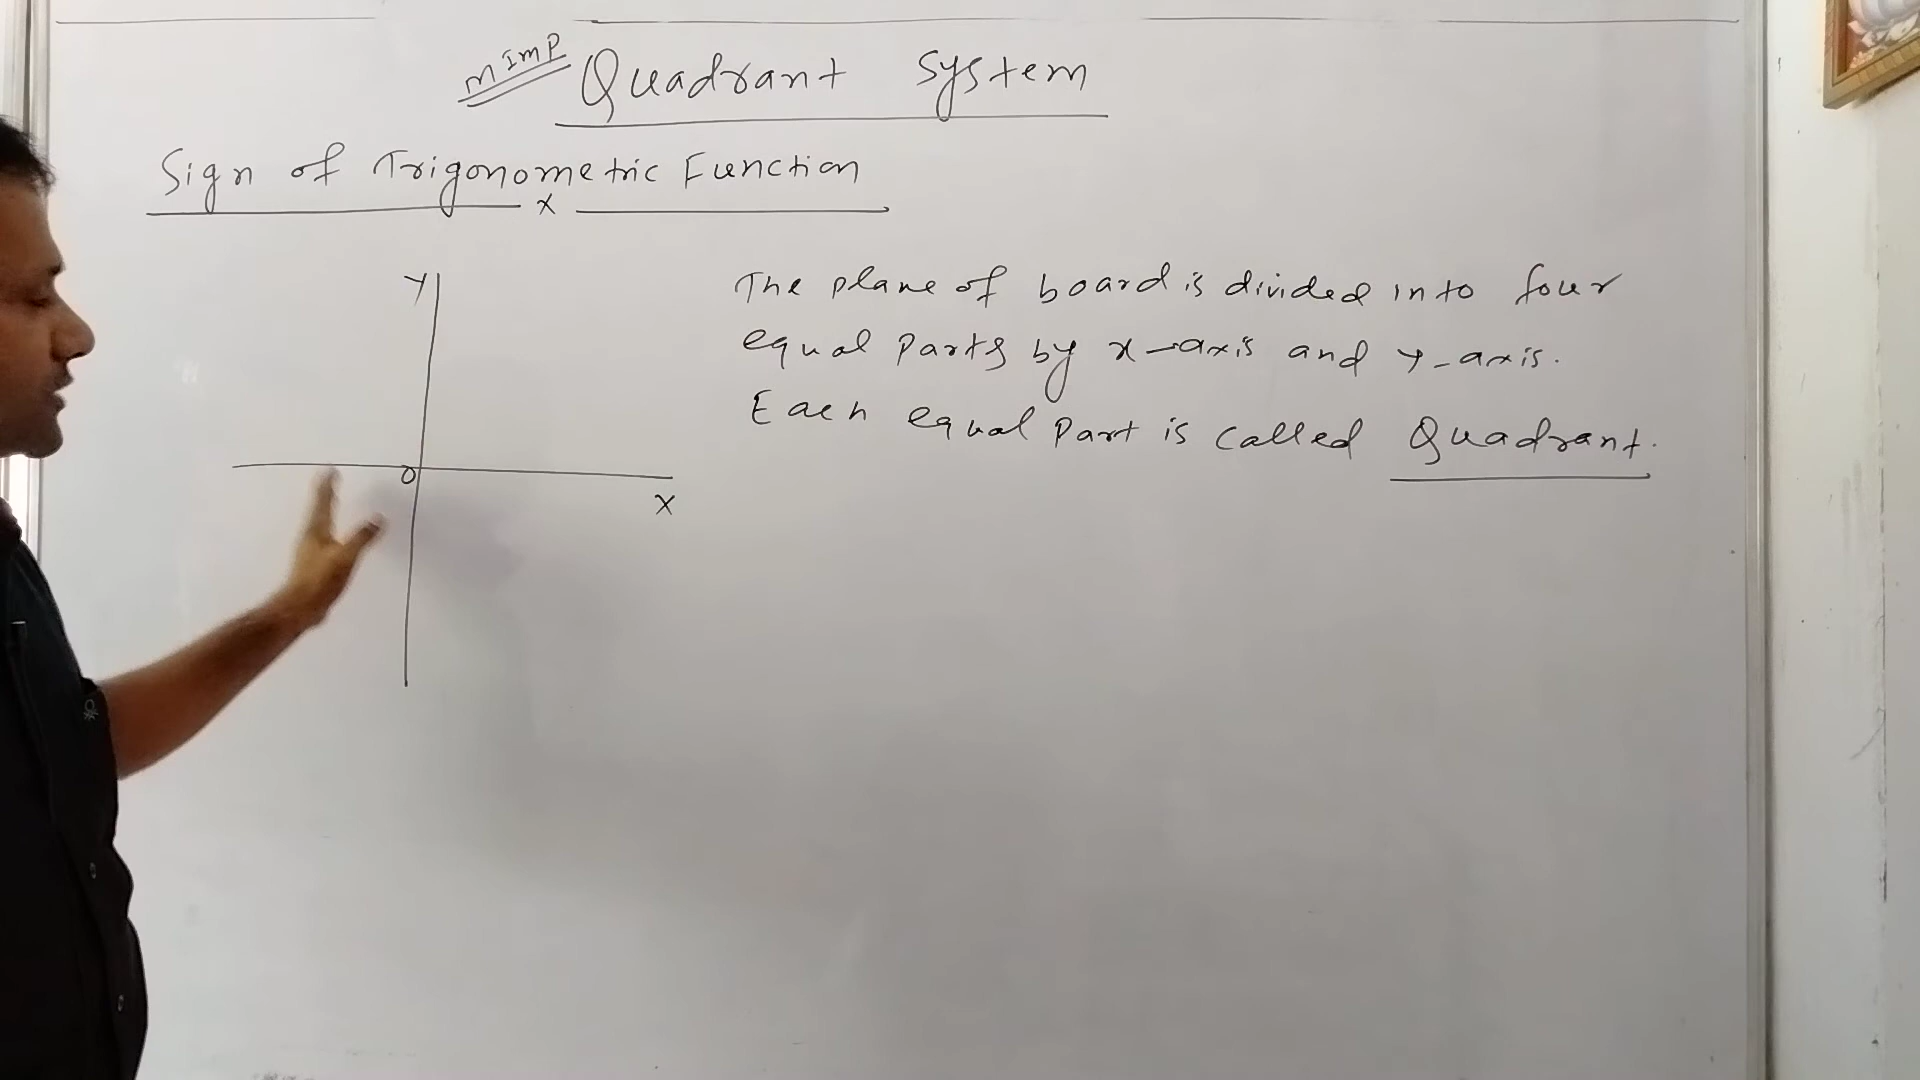 M Imp Quadrant System
Sign of Trigonometric Function
x
Y
The plane of board is divided into four
equal parts by x-axis and y-axis.
Each equal part is called Quadrant.
O
X